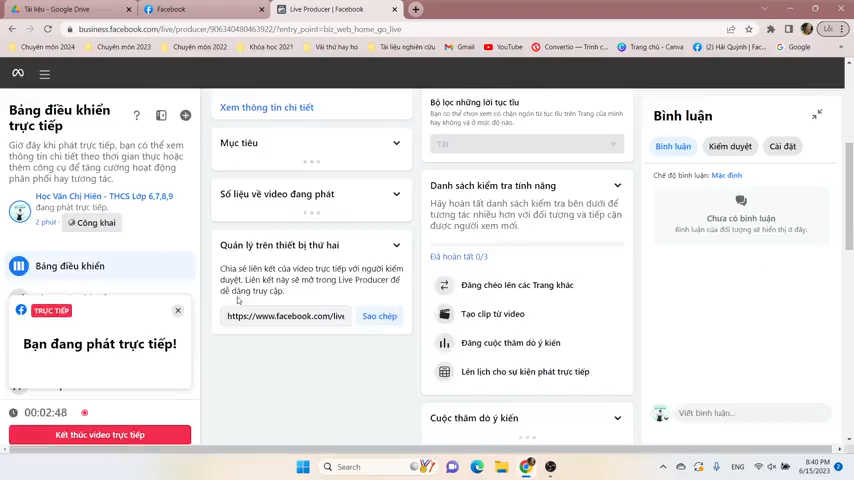 Tài liệu - Google Drive
Facebook
Live Producer | Facebook
business.facebook.com/live/producer/906340480463922/?entry_point=biz_web_home_go_live
Lỗi
Chuyên môn 2024
Chuyên môn 2023
Chuyên môn 2022
Khóa học 2021
Vải thứ hay ho
Tài liệu nghiên cứu
Gmail
YouTube
Convertio — Trình c...
Trang chủ - Canva
(2) Hải Quỳnh | Fac...
Google
Bảng điều khiển
trực tiếp
Giờ đây khi phát trực tiếp, bạn có thể xem
thông tin chi tiết theo thời gian thực hoặc
thêm công cụ để tăng cường hoạt động
phân phối hay tương tác.
Học Văn Chị Hiên - THCS Lớp 6,7,8,9
đang phát trực tiếp.
2 phút ·
Công khai
Bảng điều khiển
TRỰC TIẾP
Bạn đang phát trực tiếp!
00:02:48
Kết thúc video trực tiếp
Xem thông tin chi tiết
Mục tiêu
Số liệu về video đang phát
Quản lý trên thiết bị thứ hai
Chia sẻ liên kết của video trực tiếp với người kiểm
duyệt. Liên kết này sẽ mở trong Live Producer để
dễ dàng truy cập.
https://www.facebook.com/live
Sao chép
Bộ lọc những lời tục tĩu
Bạn có thể chọn chặn ngôn từ tục tĩu trên Trang của mình
hay không và ở mức độ nào.
Tắt
Danh sách kiểm tra tính năng
Hãy hoàn tất danh sách kiểm tra bên dưới để
tương tác nhiều hơn với đối tượng và tiếp cận
được người xem mới.
Đã hoàn tất 0/3
Đăng chéo lên các Trang khác
Tạo clip từ video
Đăng cuộc thăm dò ý kiến
Lên lịch cho sự kiện phát trực tiếp
Cuộc thăm dò ý kiến
Bình luận
Bình luận
Kiểm duyệt
Cài đặt
Chế độ bình luận: Mặc định
Chưa có bình luận
Bình luận của đối tượng sẽ hiển thị ở đây.
Viết bình luận...
Search
ENG
8:40 PM
6/15/2023
2